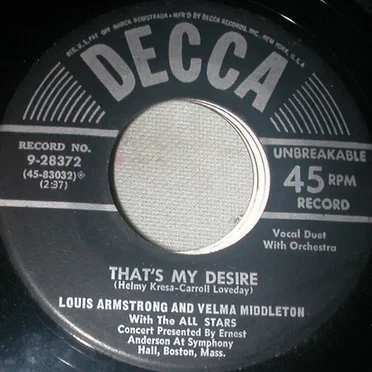 REG. U.S. PAT. OFF. MARCA REGISTRADA • MF'D BY DECCA RECORDS, INC., NEW YORK, U.S.A.
DECCA
RECORD NO.
9-28372
(45-83032)
(2:37)
UNBREAKABLE
45 RPM
RECORD
Vocal Duet
With Orchestra
THAT'S MY DESIRE
(Helmy Kresa-Carroll Loveday)
LOUIS ARMSTRONG AND VELMA MIDDLETON
With The ALL STARS
Concert Presented By Ernest
Anderson At Symphony
Hall, Boston, Mass.